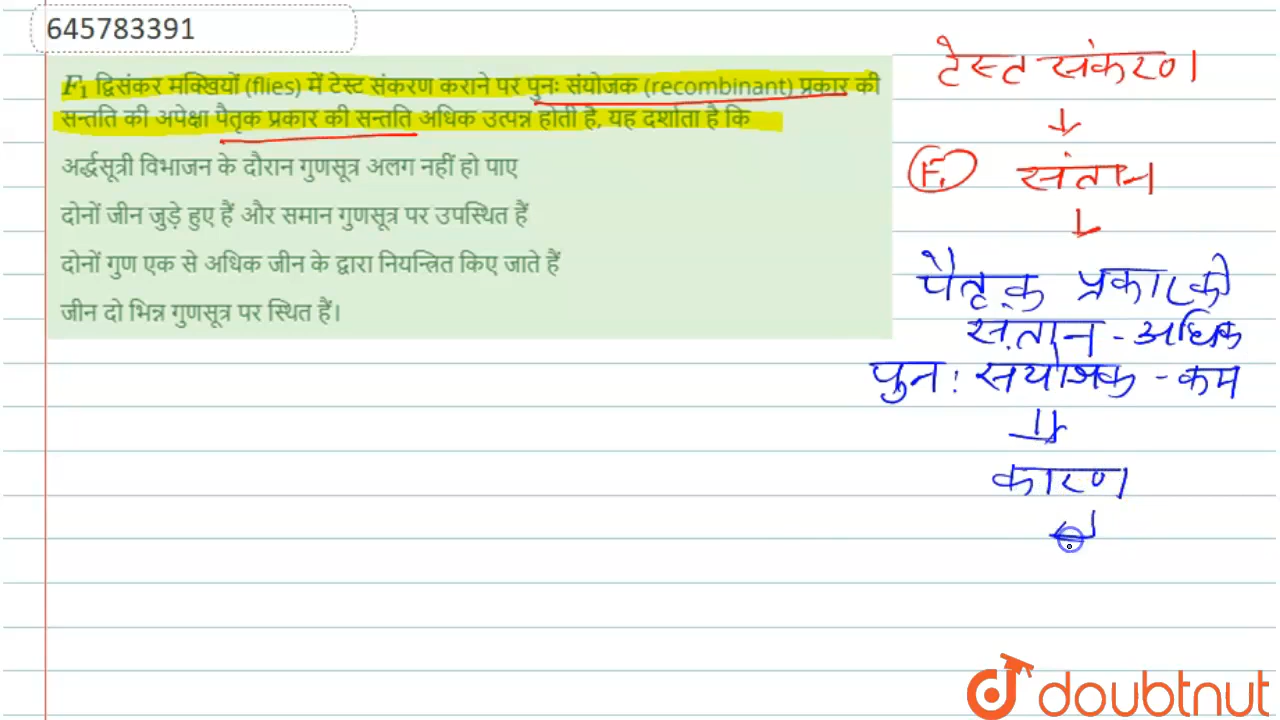 645783391
F₁ द्विसंकर मक्खियों (flies) में टेस्ट संकरण कराने पर पुनः संयोजक (recombinant) प्रकार की
सन्तति की अपेक्षा पैतृक प्रकार की सन्तति अधिक उत्पन्न होती है, यह दर्शाता है कि
अर्द्धसूत्री विभाजन के दौरान गुणसूत्र अलग नहीं हो पाए
दोनों जीन जुड़े हुए हैं और समान गुणसूत्र पर उपस्थित हैं
दोनों गुण एक से अधिक जीन के द्वारा नियन्त्रित किए जाते हैं
जीन दो भिन्न गुणसूत्र पर स्थित हैं।
टेस्ट संकरण
F₁ संतान
पैतृक प्रकार की
संतान - अधिक
पुन: संयोजक - कम
कारण
doubtnut